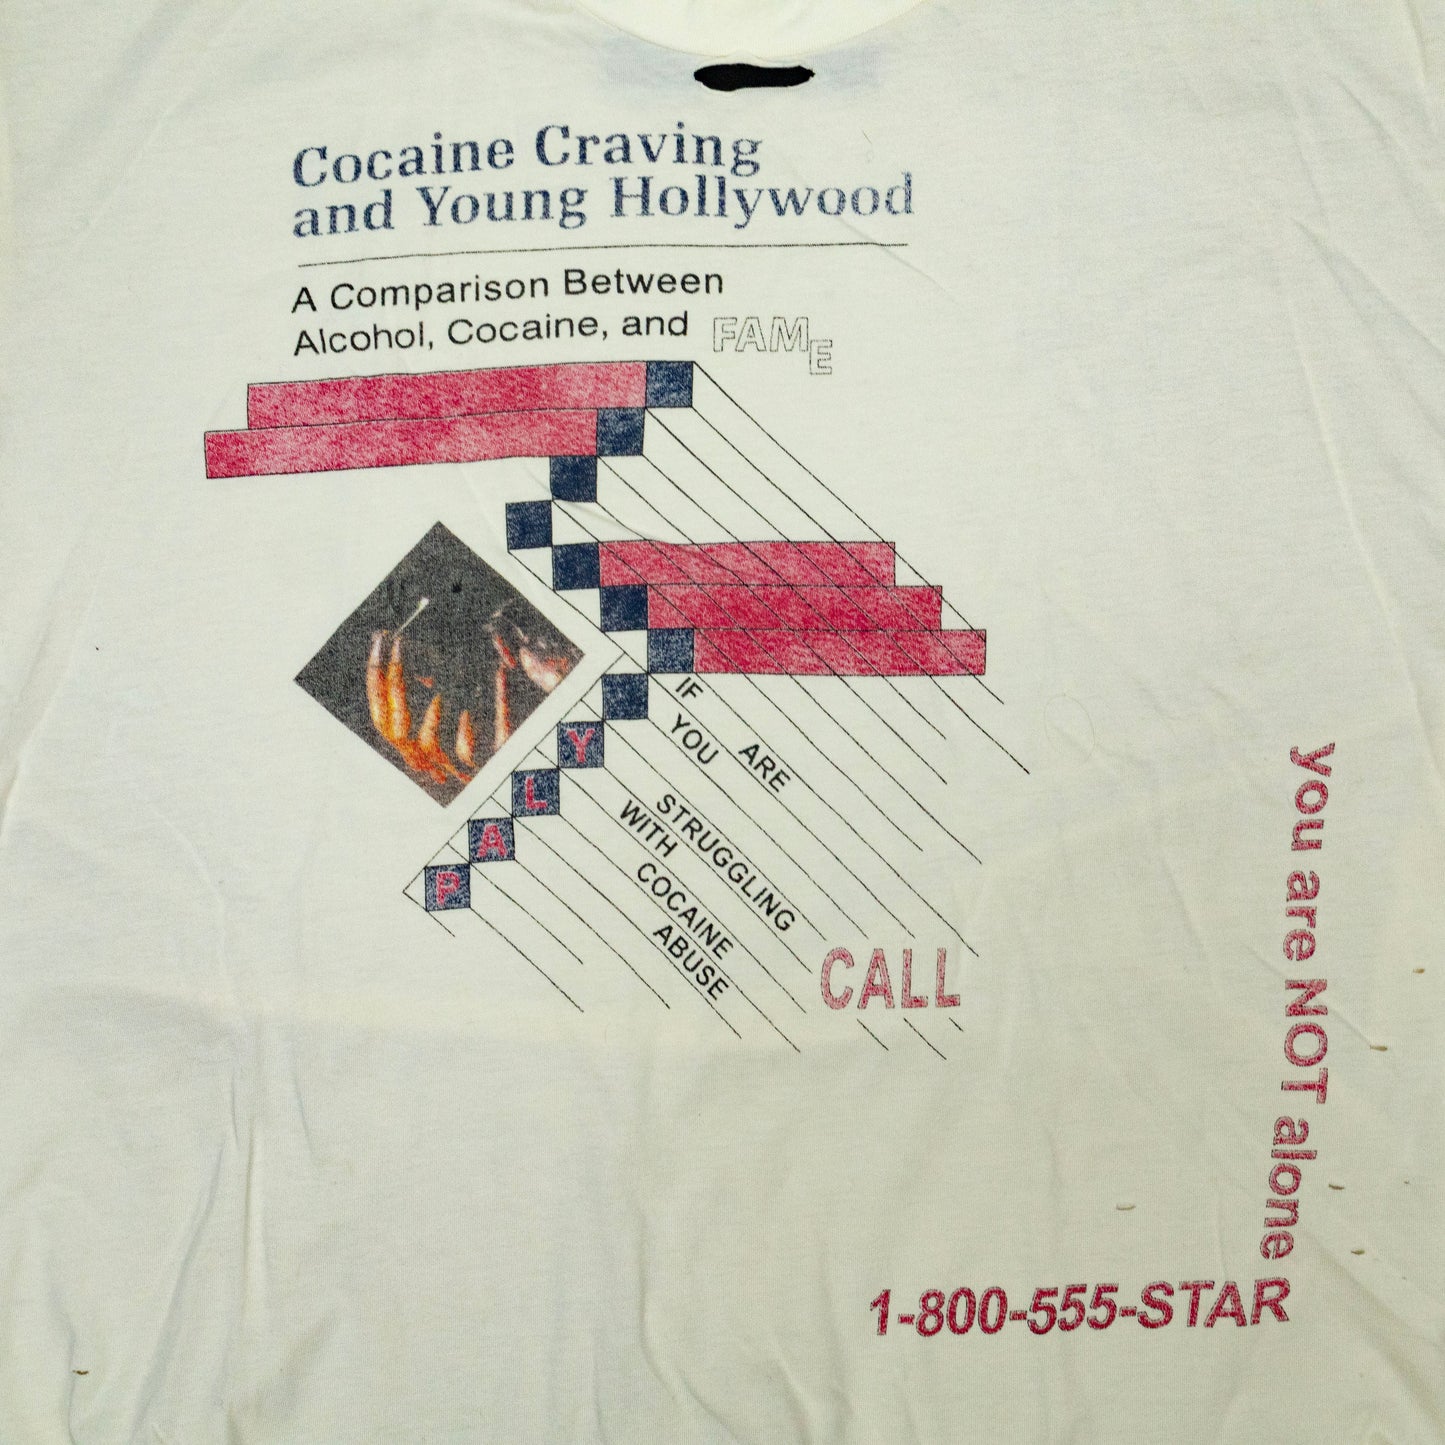 Cocaine Craving
and Young Hollywood
A Comparison Between
Alcohol, Cocaine, and FAME
IF
YOU ARE
STRUGGLING
WITH COCAINE
ABUSE
CALL
Y
L
A
P
you are NOT alone
1-800-555-STAR